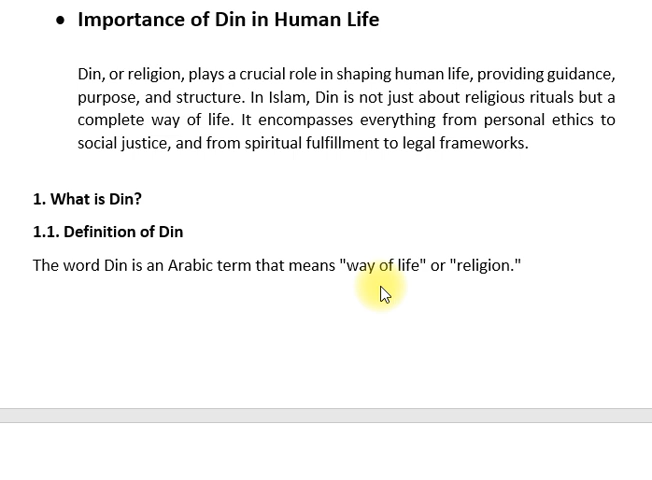 • Importance of Din in Human Life
Din, or religion, plays a crucial role in shaping human life, providing guidance,
purpose, and structure. In Islam, Din is not just about religious rituals but a
complete way of life. It encompasses everything from personal ethics to
social justice, and from spiritual fulfillment to legal frameworks.
1. What is Din?
1.1. Definition of Din
The word Din is an Arabic term that means "way of life" or "religion."